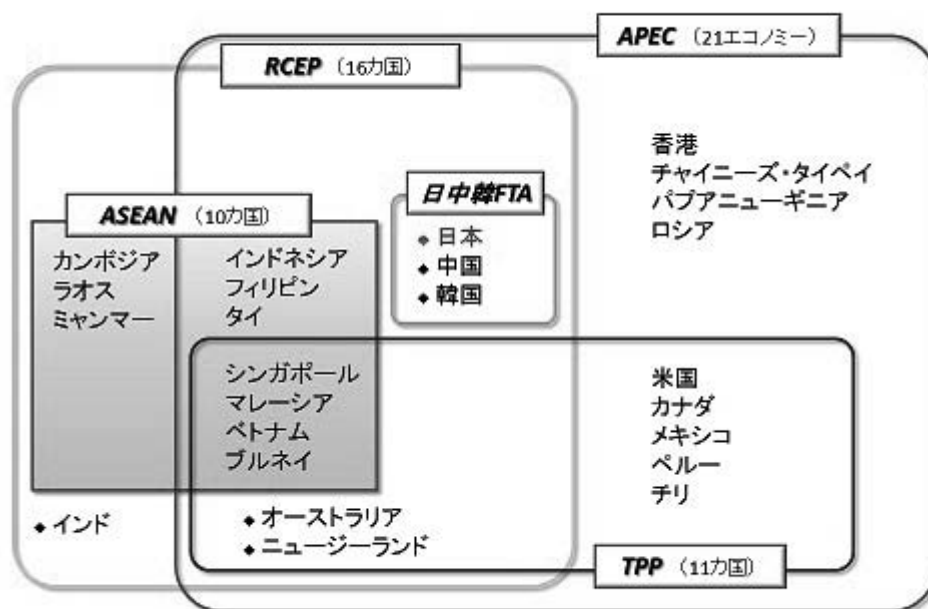 APEC (21エコノミー)
RCEP (16カ国)
香港
チャイニーズ・タイペイ
パプアニューギニア
ロシア
日中韓FTA
◆日本
◆中国
◆韓国
ASEAN (10カ国)
カンボジア
ラオス
ミャンマー
インドネシア
フィリピン
タイ
シンガポール
マレーシア
ベトナム
ブルネイ
米国
カナダ
メキシコ
ペルー
チリ
◆インド
◆オーストラリア
◆ニュージーランド
TPP (11カ国)